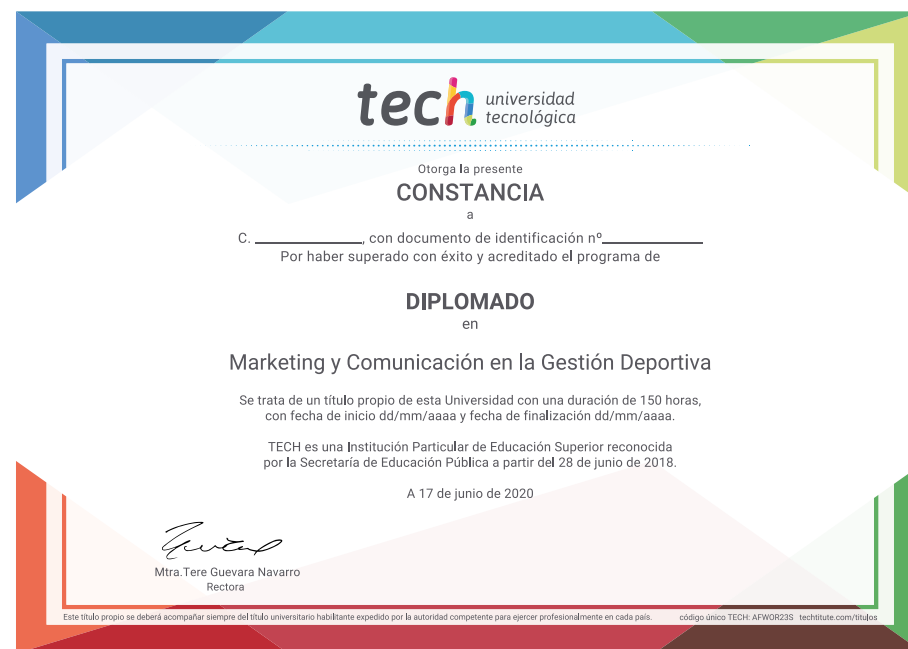 tech universidad
tecnológica
Otorga la presente
CONSTANCIA
a
C. ____________, con documento de identificación nº____________
Por haber superado con éxito y acreditado el programa de
DIPLOMADO
en
Marketing y Comunicación en la Gestión Deportiva
Se trata de un título propio de esta Universidad con una duración de 150 horas,
con fecha de inicio dd/mm/aaaa y fecha de finalización dd/mm/aaaa.
TECH es una Institución Particular de Educación Superior reconocida
por la Secretaría de Educación Pública a partir del 28 de junio de 2018.
A 17 de junio de 2020
Mtra.Tere Guevara Navarro
Rectora
Este título propio se deberá acompañar siempre del título universitario habilitante expedido por la autoridad competente para ejercer profesionalmente en cada país. código único TECH: AFWOR23S techtitute.com/titulos